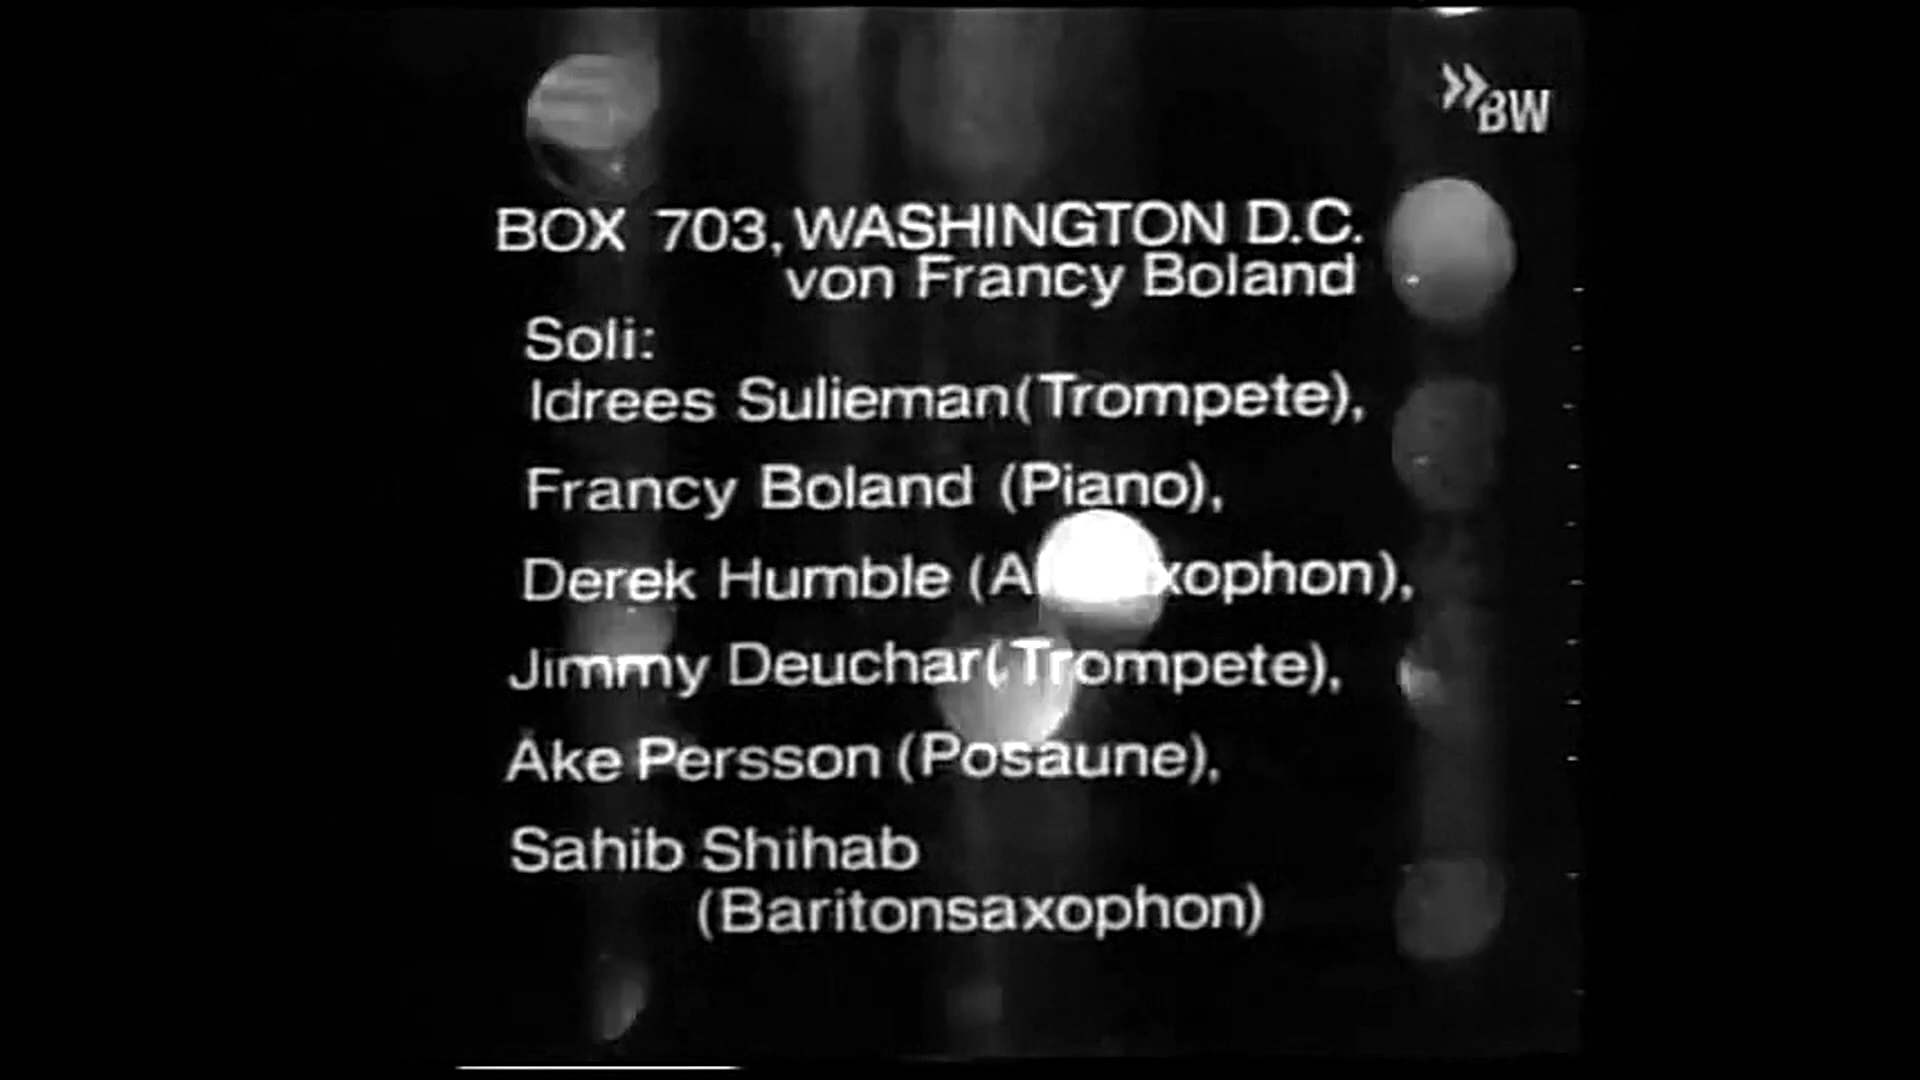 »BW
BOX 703, WASHINGTON D.C.
von Francy Boland
Soli:
Idrees Sulieman (Trompete),
Francy Boland (Piano),
Derek Humble
Jimmy Deuchar (Trompete),
Åke Persson (Posaune),
Sahib Shihab
(Baritonsaxophon)